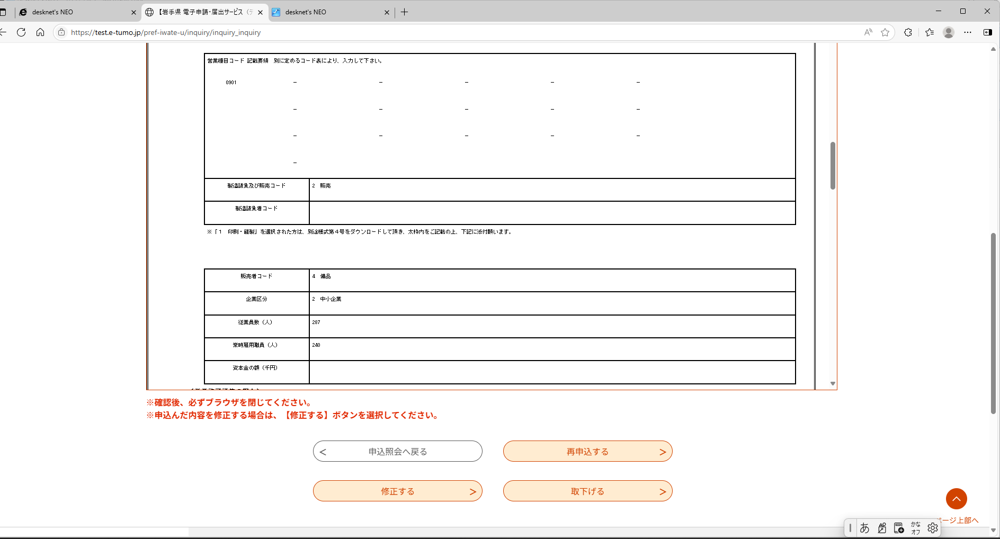 desknet's NEO
【岩手県 電子申請・届出サービス（テ
desknet's NEO
https://test.e-tumo.jp/pref-iwate-u/inquiry/inquiry_inquiry
営業種目コード 記載要領　別に定めるコード表により、入力して下さい。
0901 － － － － －
－ － － － －
－ － － － －
－
製造請負及び販売コード 2　販売
製造請負者コード
※「１　印刷・縫製」を選択された方は、別途様式第４号をダウンロードして頂き、太枠内をご記載の上、下記に添付願います。
販売者コード 4　備品
企業区分 2　中小企業
従業員数（人） 287
常時雇用職員（人） 240
資本金の額（千円）
※確認後、必ずブラウザを閉じてください。
※申込んだ内容を修正する場合は、【修正する】ボタンを選択してください。
< 申込照会へ戻る
再申込する >
修正する >
取下げる >
ページ上部へ
あ
かな
オフ